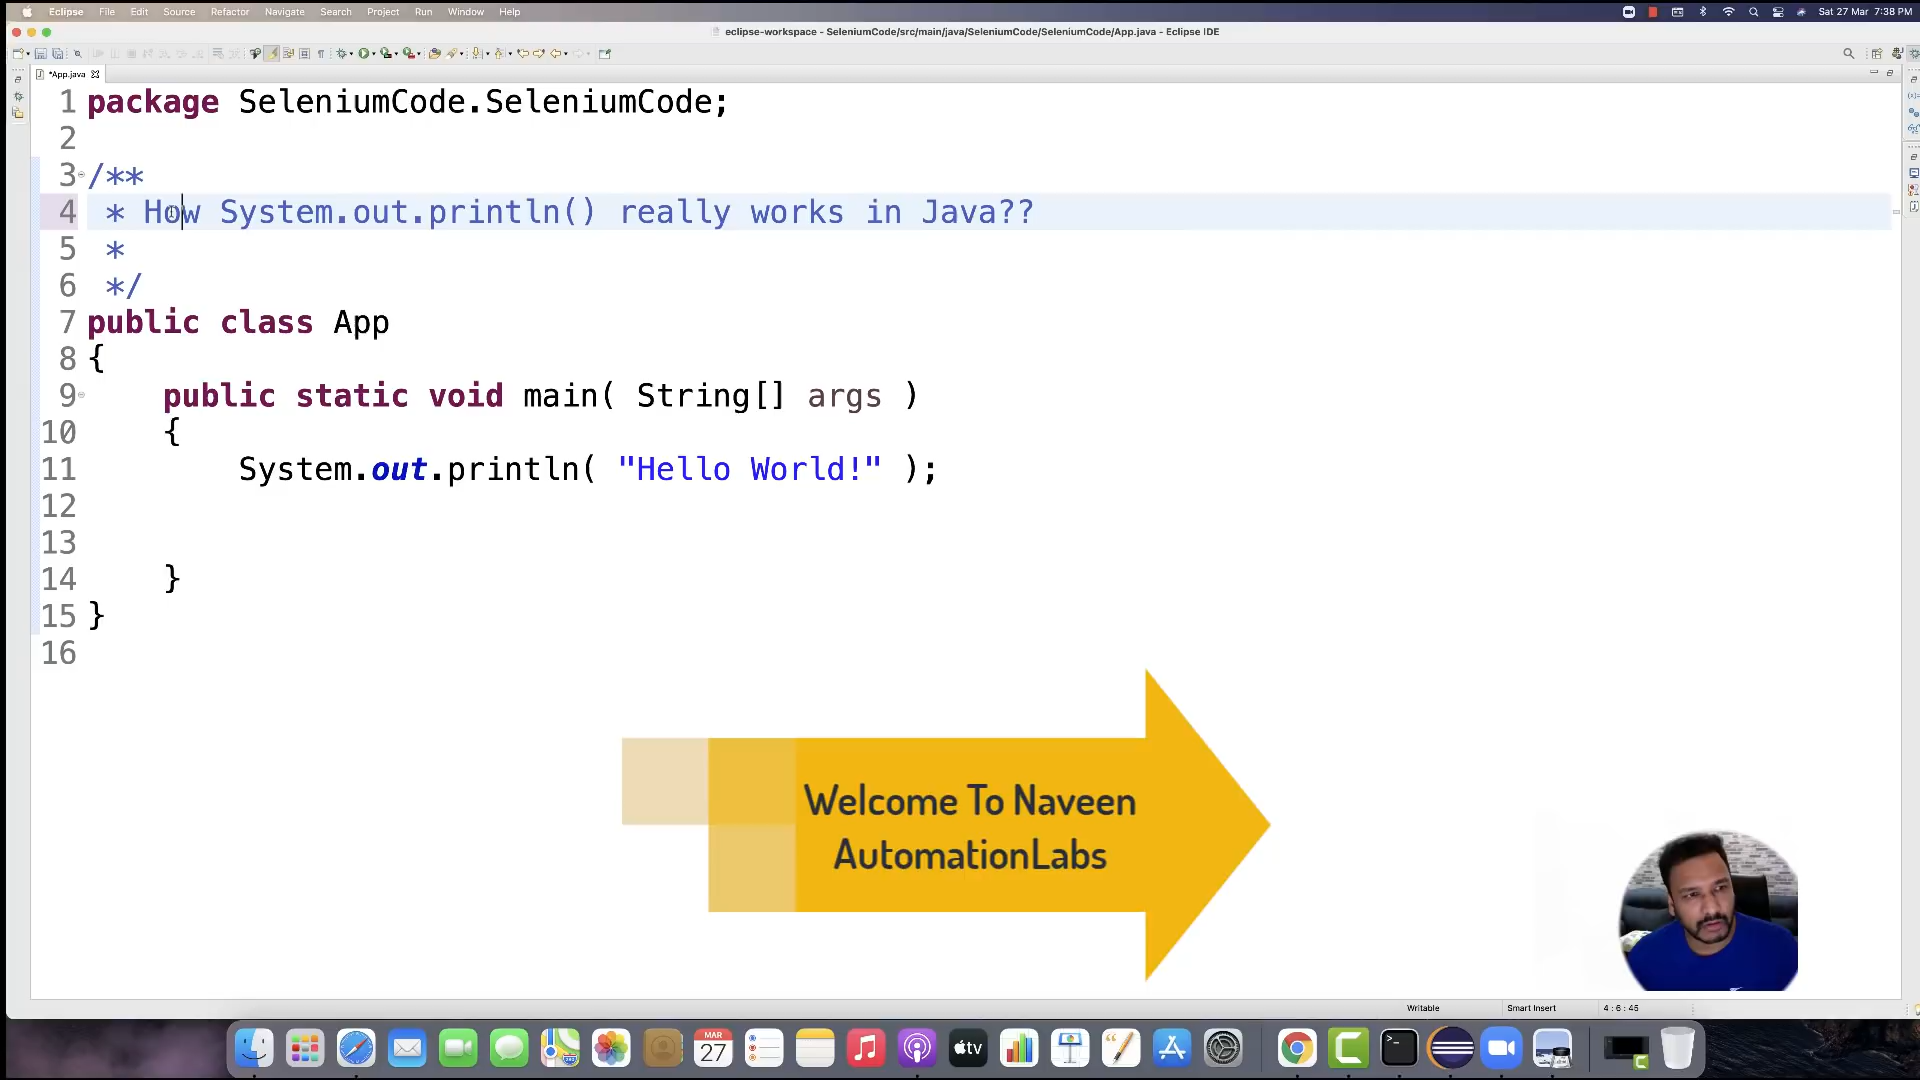 Eclipse File Edit Source Refactor Navigate Search Project Run Window Help Sat 27 Mar 7:38 PM
eclipse-workspace - SeleniumCode/src/main/java/SeleniumCode/SeleniumCode/App.java - Eclipse IDE
*App.java
1 package SeleniumCode.SeleniumCode;
2
3 /**
4 * How System.out.println() really works in Java??
5 *
6 */
7 public class App
8 {
9 public static void main( String[] args )
10 {
11 System.out.println( "Hello World!" );
12
13
14 }
15 }
16
Welcome To Naveen
AutomationLabs
Writable Smart Insert 4 : 6 : 45
MAR
27
tv